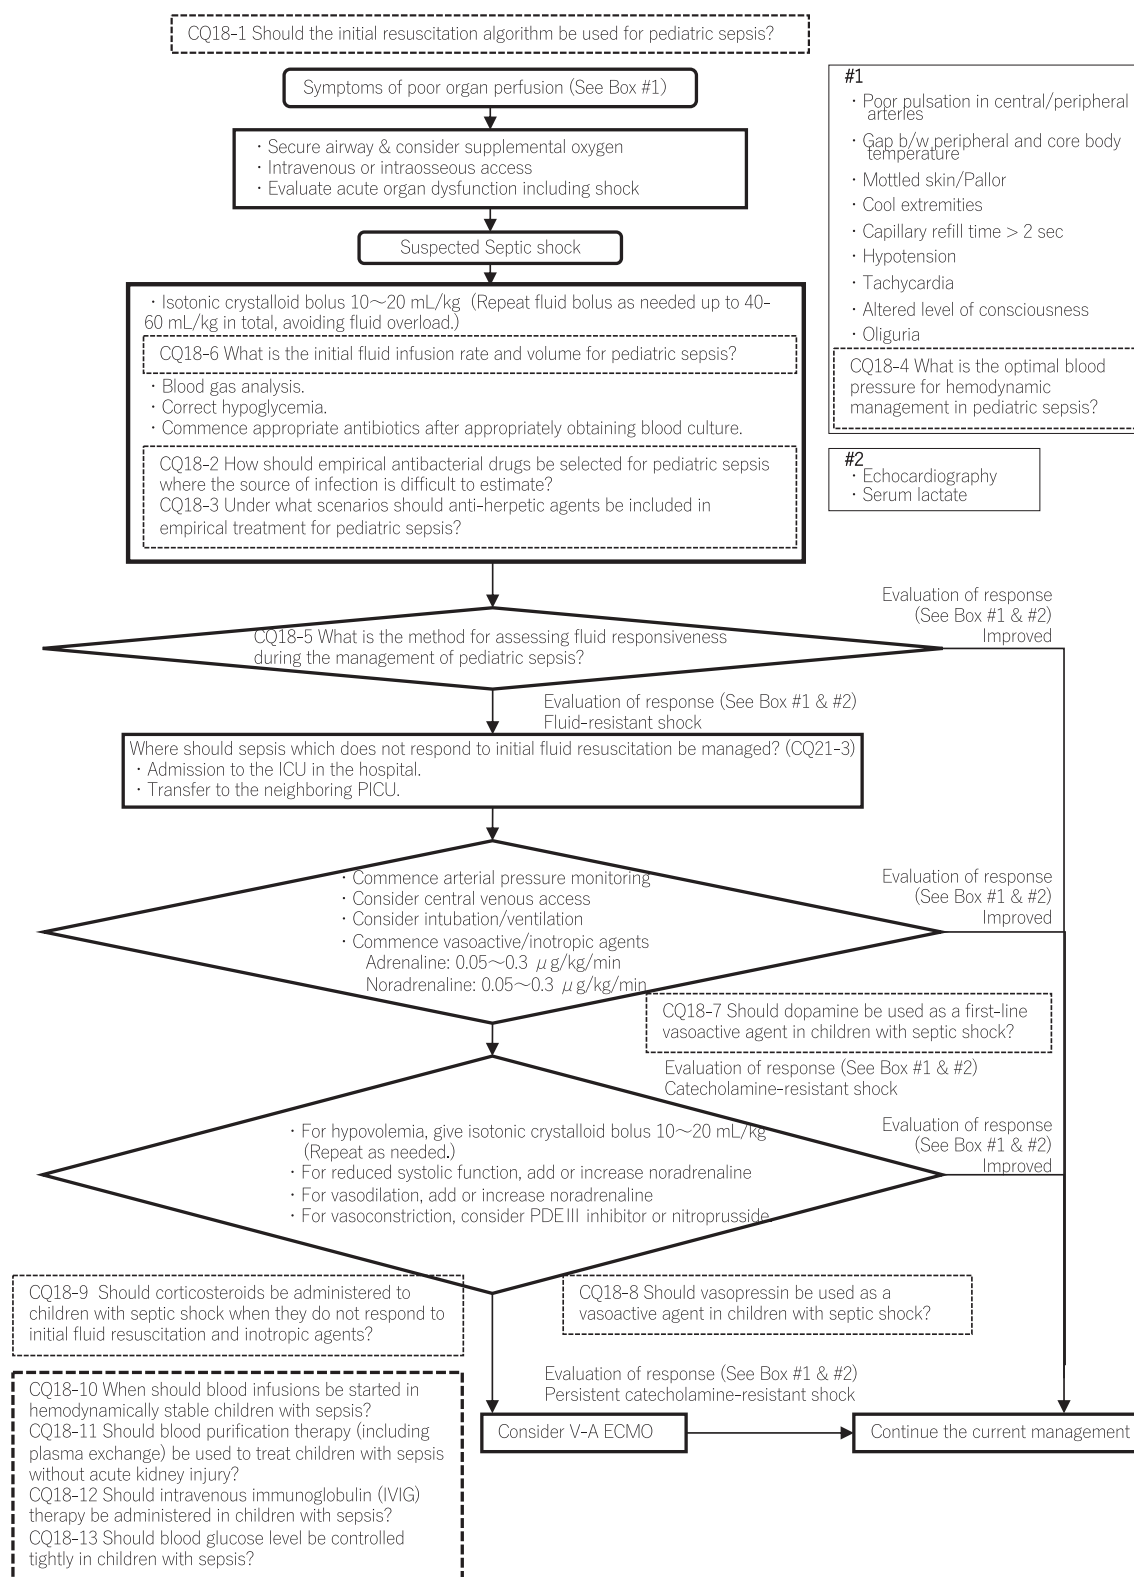 CQ18-1 Should the initial resuscitation algorithm be used for pediatric sepsis?
Symptoms of poor organ perfusion (See Box #1)
・Secure airway & consider supplemental oxygen
・Intravenous or intraosseous access
・Evaluate acute organ dysfunction including shock
Suspected Septic shock
・Isotonic crystalloid bolus 10～20 mL/kg (Repeat fluid bolus as needed up to 40-
60 mL/kg in total, avoiding fluid overload.)
CQ18-6 What is the initial fluid infusion rate and volume for pediatric sepsis?
・Blood gas analysis.
・Correct hypoglycemia.
・Commence appropriate antibiotics after appropriately obtaining blood culture.
CQ18-2 How should empirical antibacterial drugs be selected for pediatric sepsis
where the source of infection is difficult to estimate?
CQ18-3 Under what scenarios should anti-herpetic agents be included in
empirical treatment for pediatric sepsis?
#1
・Poor pulsation in central/peripheral
arteries
・Gap b/w peripheral and core body
temperature
・Mottled skin/Pallor
・Cool extremities
・Capillary refill time > 2 sec
・Hypotension
・Tachycardia
・Altered level of consciousness
・Oliguria
CQ18-4 What is the optimal blood
pressure for hemodynamic
management in pediatric sepsis?
#2
・Echocardiography
・Serum lactate
CQ18-5 What is the method for assessing fluid responsiveness
during the management of pediatric sepsis?
Evaluation of response
(See Box #1 & #2)
Improved
Evaluation of response (See Box #1 & #2)
Fluid-resistant shock
Where should sepsis which does not respond to initial fluid resuscitation be managed? (CQ21-3)
・Admission to the ICU in the hospital.
・Transfer to the neighboring PICU.
・Commence arterial pressure monitoring
・Consider central venous access
・Consider intubation/ventilation
・Commence vasoactive/inotropic agents
Adrenaline: 0.05～0.3 μg/kg/min
Noradrenaline: 0.05～0.3 μg/kg/min
Evaluation of response
(See Box #1 & #2)
Improved
CQ18-7 Should dopamine be used as a first-line
vasoactive agent in children with septic shock?
Evaluation of response (See Box #1 & #2)
Catecholamine-resistant shock
・For hypovolemia, give isotonic crystalloid bolus 10～20 mL/kg
(Repeat as needed.)
・For reduced systolic function, add or increase noradrenaline
・For vasodilation, add or increase noradrenaline
・For vasoconstriction, consider PDEIII inhibitor or nitroprusside.
Evaluation of response
(See Box #1 & #2)
Improved
CQ18-9 Should corticosteroids be administered to
children with septic shock when they do not respond to
initial fluid resuscitation and inotropic agents?
CQ18-8 Should vasopressin be used as a
vasoactive agent in children with septic shock?
Evaluation of response (See Box #1 & #2)
Persistent catecholamine-resistant shock
Consider V-A ECMO
Continue the current management
CQ18-10 When should blood infusions be started in
hemodynamically stable children with sepsis?
CQ18-11 Should blood purification therapy (including
plasma exchange) be used to treat children with sepsis
without acute kidney injury?
CQ18-12 Should intravenous immunoglobulin (IVIG)
therapy be administered in children with sepsis?
CQ18-13 Should blood glucose level be controlled
tightly in children with sepsis?